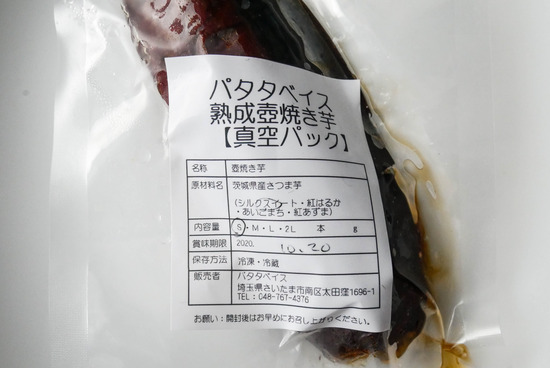 パタタベイス
熟成壺焼き芋
【真空パック】
名称 壺焼き芋
原材料名 茨城県産さつま芋
(シルクスイート・紅はるか
・あいこまち・紅あずま)
内容量 S・M・L・2L 本 g
賞味期限 2020. 10.20
保存方法 冷凍・冷蔵
販売者 パタタベイス
埼玉県さいたま市南区太田窪1696-1
TEL:048-767-4376
お願い:開封後はお早めにお召し上がりください。